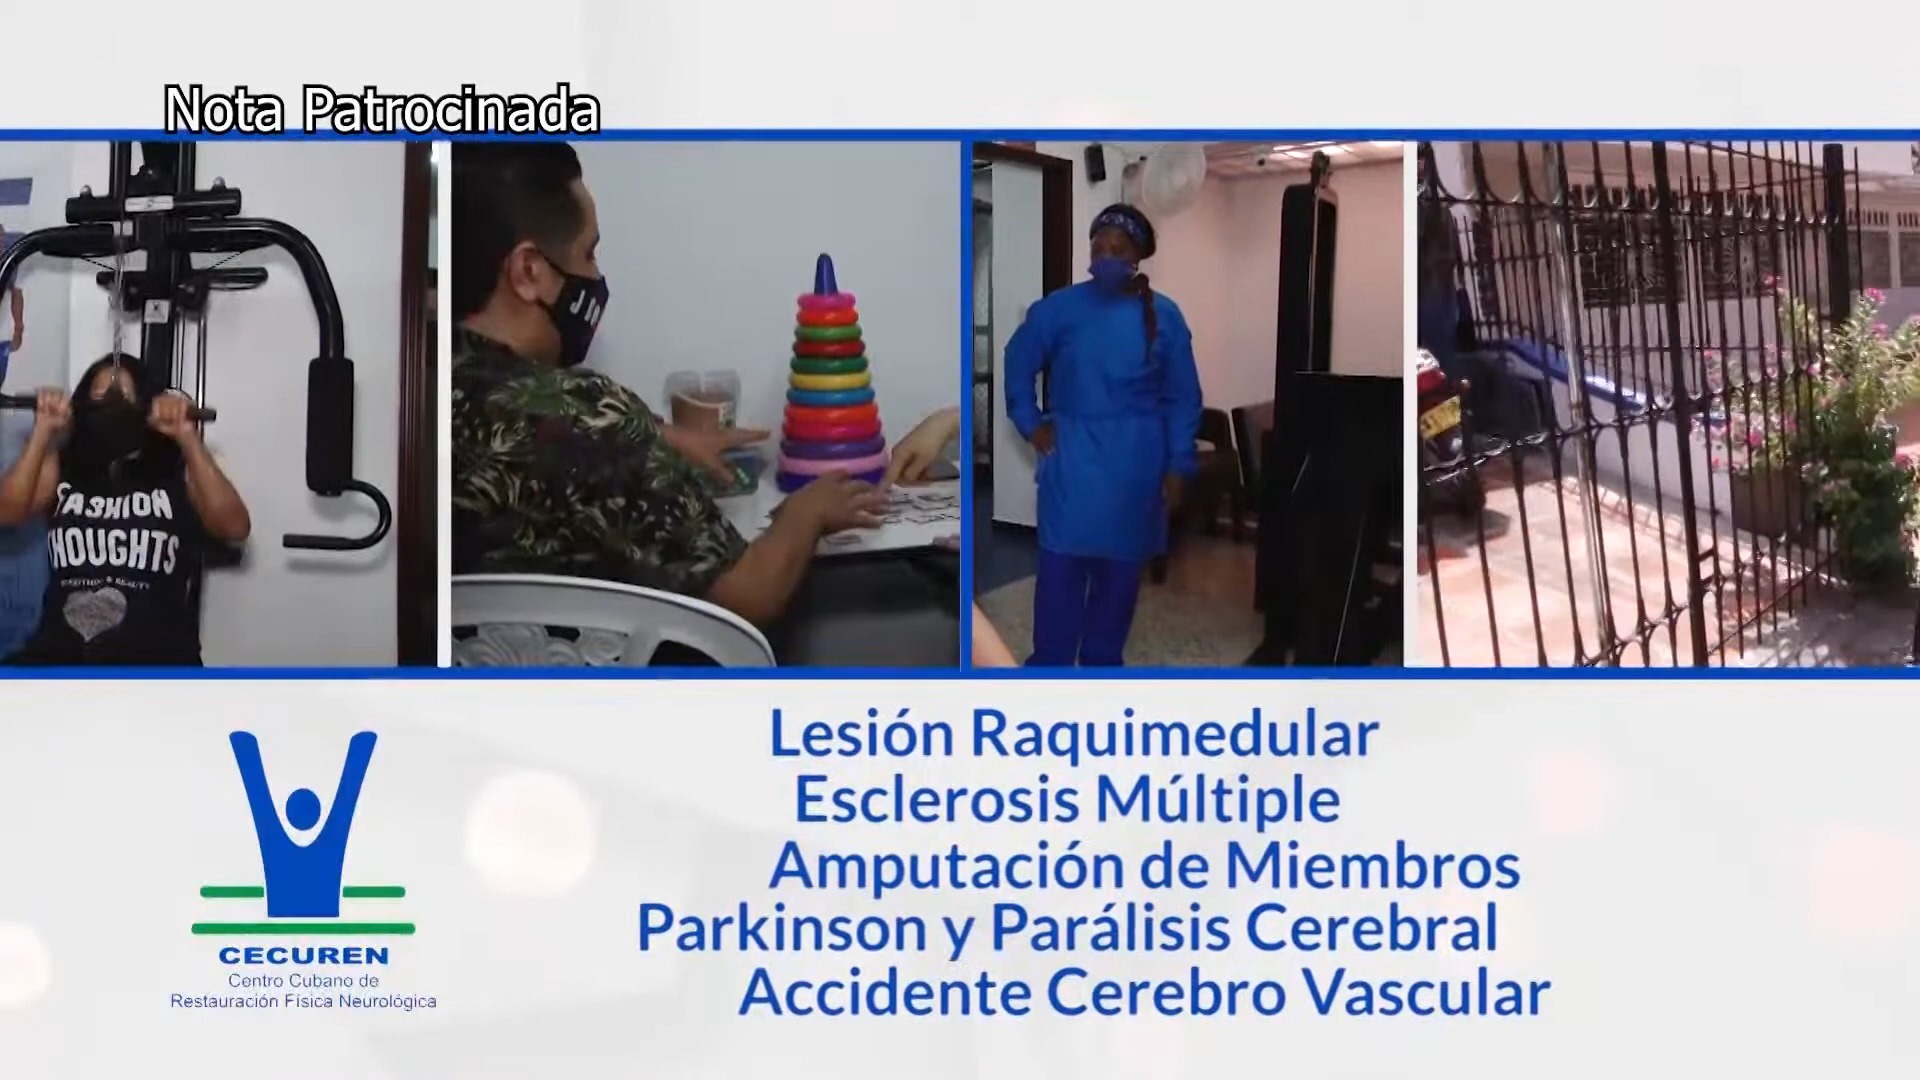 Nota Patrocinada
FASHION
THOUGHTS
Lesión Raquimedular
Esclerosis Múltiple
Amputación de Miembros
Parkinson y Parálisis Cerebral
Accidente Cerebro Vascular
CECUREN
Centro Cubano de
Restauración Física Neurológica